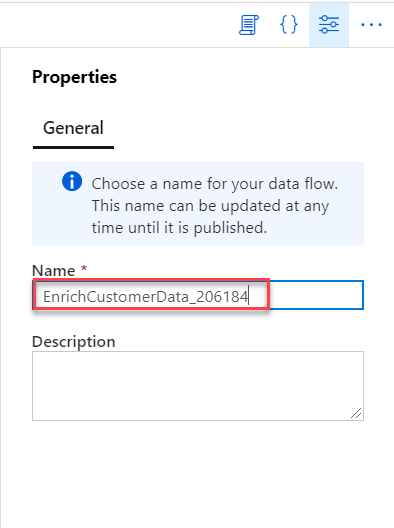 {}
Properties
General
Choose a name for your data flow.
This name can be updated at any
time until it is published.
Name *
EnrichCustomerData_206184
Description